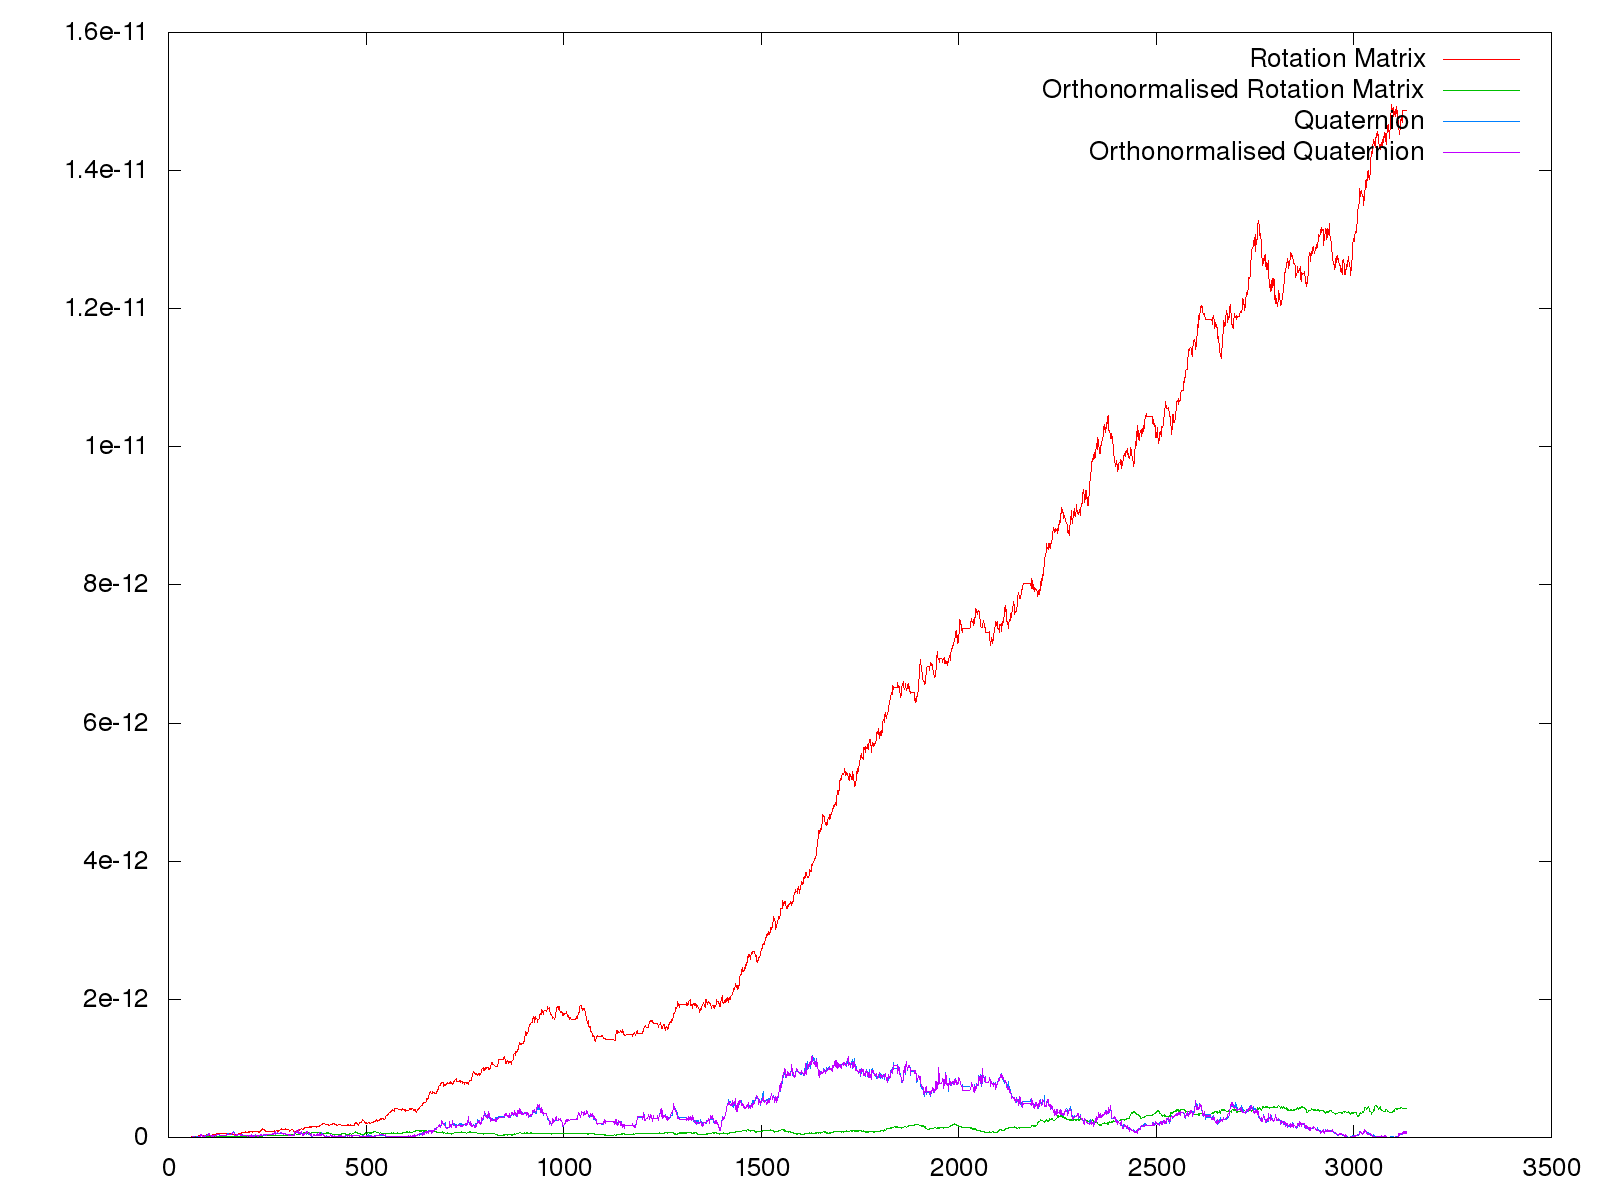 1.6e-11
1.4e-11
1.2e-11
1e-11
8e-12
6e-12
4e-12
2e-12
0
0 500 1000 1500 2000 2500 3000 3500
Rotation Matrix
Orthonormalised Rotation Matrix
Quaternion
Orthonormalised Quaternion